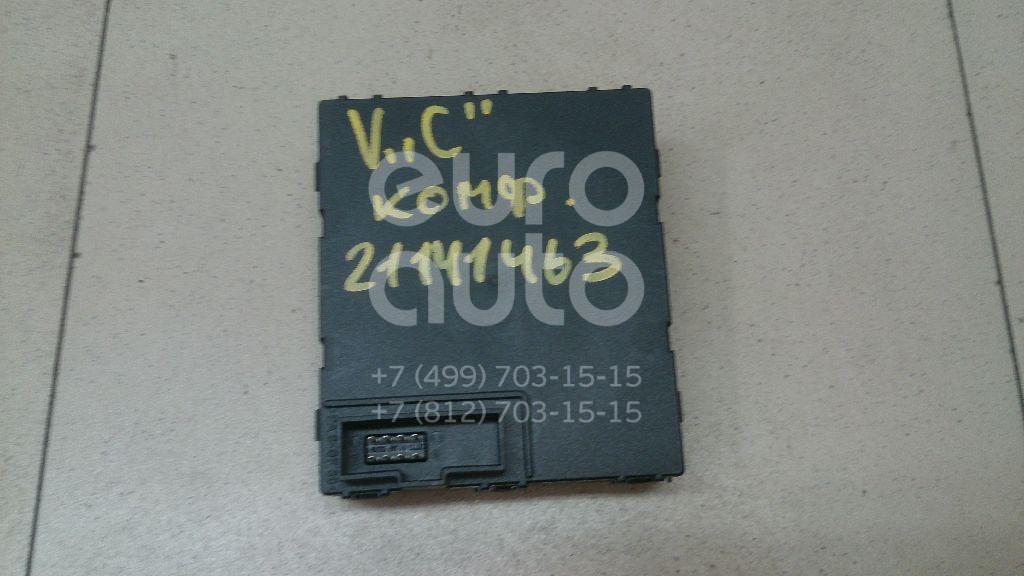 V„C"
комф.
21141463
euro
auto
+7 (499) 703-15-15
+7 (812) 703-15-15